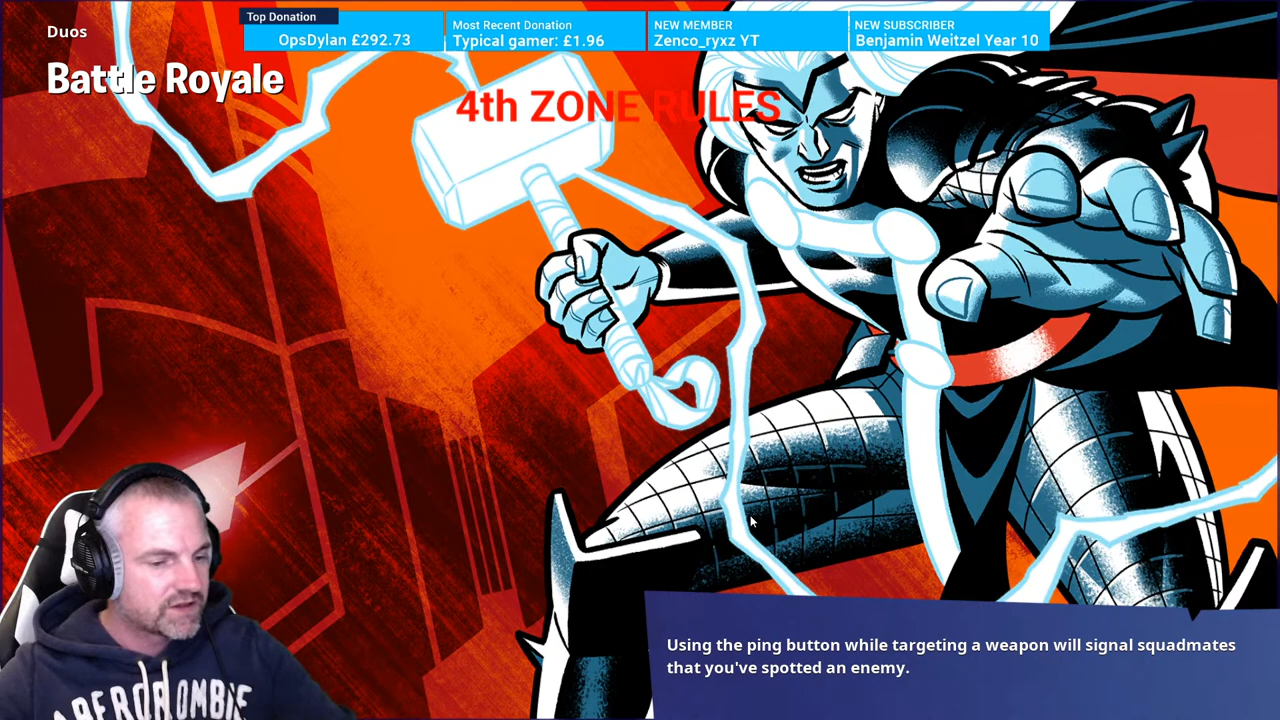 Duos
Battle Royale
Top Donation
OpsDylan £292.73
Most Recent Donation
Typical gamer: £1.96
NEW MEMBER
Zenco_ryxz YT
NEW SUBSCRIBER
Benjamin Weitzel Year 10
4th ZONE RULES
Using the ping button while targeting a weapon will signal squadmates
that you've spotted an enemy.